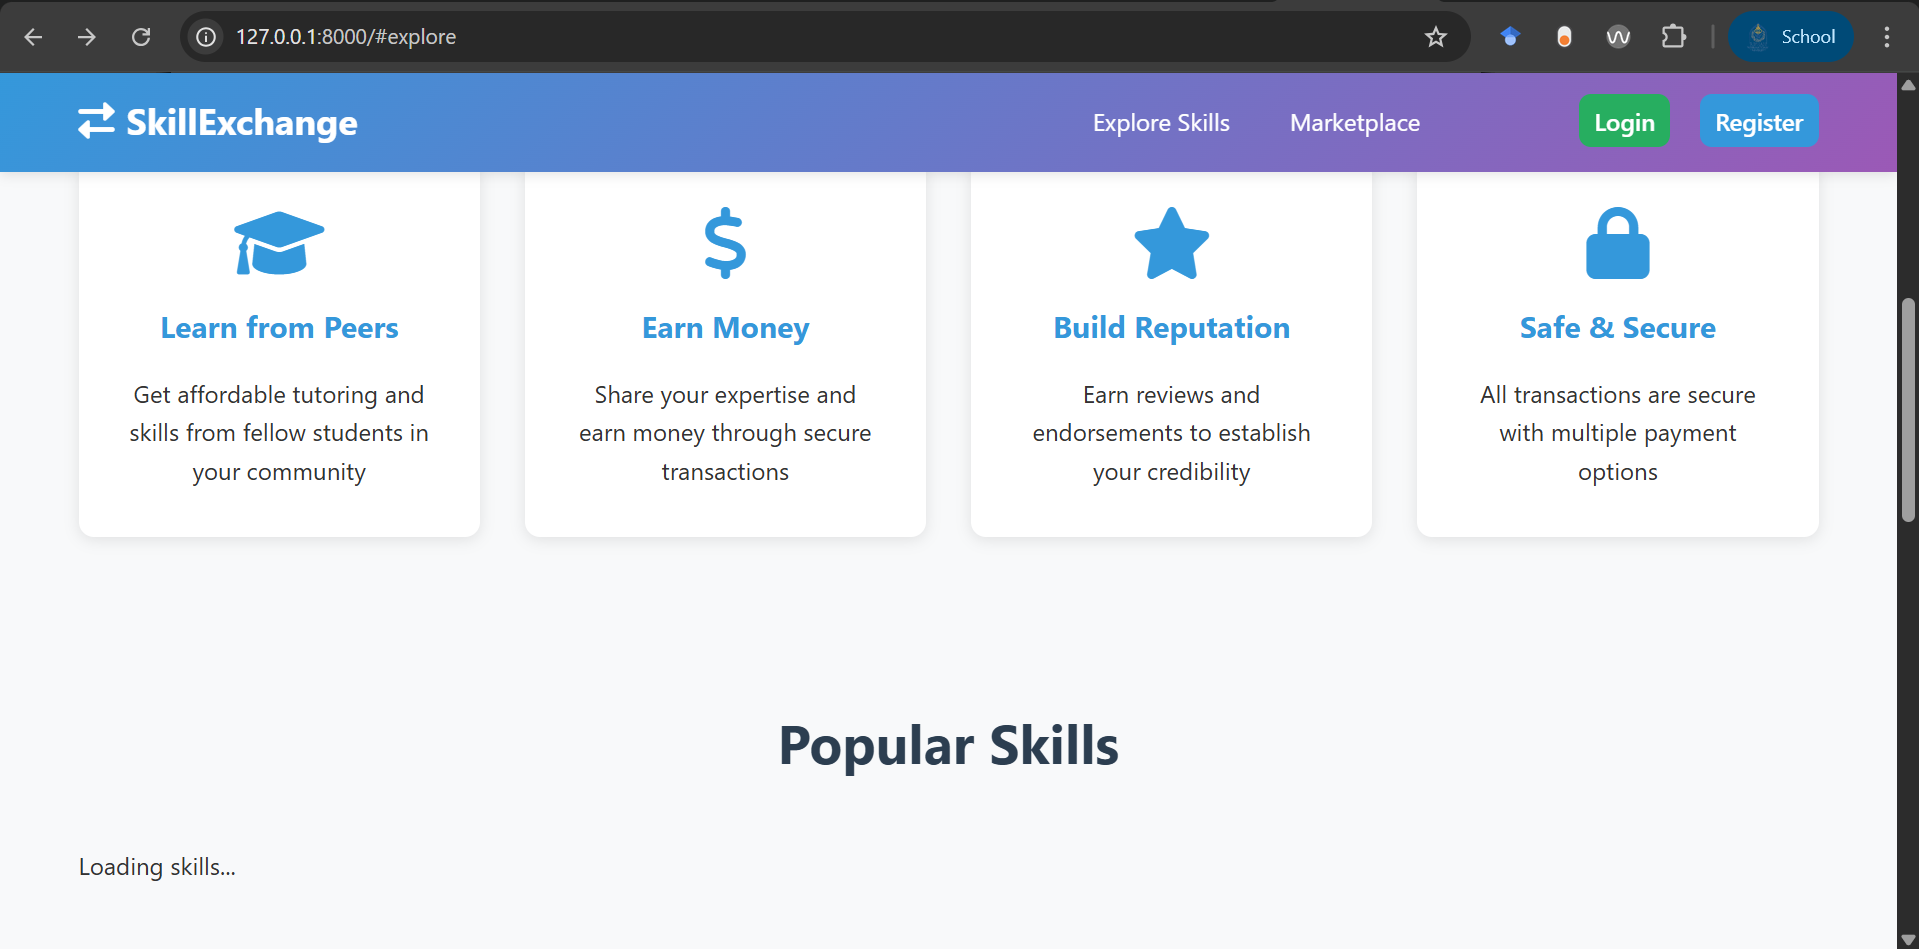 127.0.0.1:8000/#explore
School
SkillExchange
Explore Skills
Marketplace
Login
Register
Learn from Peers
Get affordable tutoring and
skills from fellow students in
your community
Earn Money
Share your expertise and
earn money through secure
transactions
Build Reputation
Earn reviews and
endorsements to establish
your credibility
Safe & Secure
All transactions are secure
with multiple payment
options
Popular Skills
Loading skills...